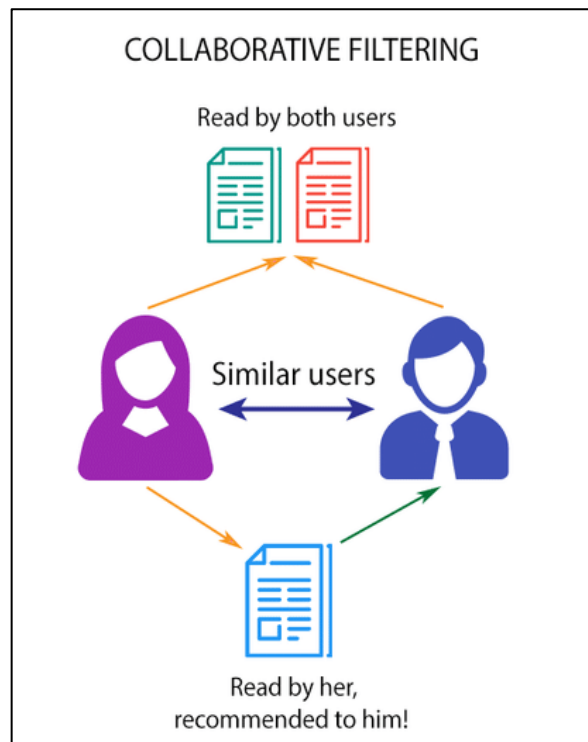 COLLABORATIVE FILTERING
Read by both users
Similar users
Read by her,
recommended to him!